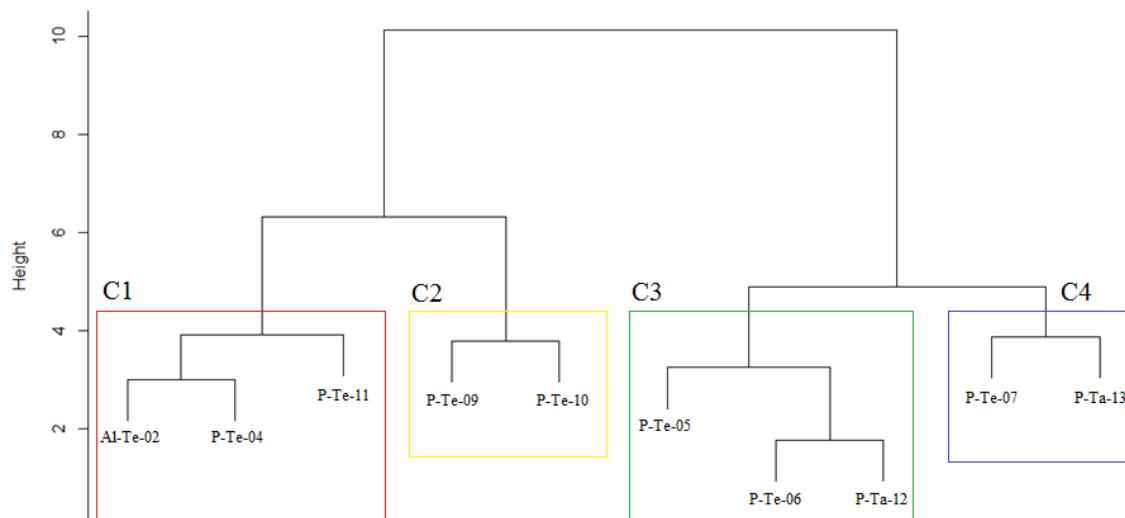 10
8
6
4
2
Height
C1
C2
C3
C4
P-Te-11
P-Te-09
P-Te-10
P-Te-07
P-Ta-13
Al-Te-02
P-Te-04
P-Te-05
P-Te-06
P-Ta-12